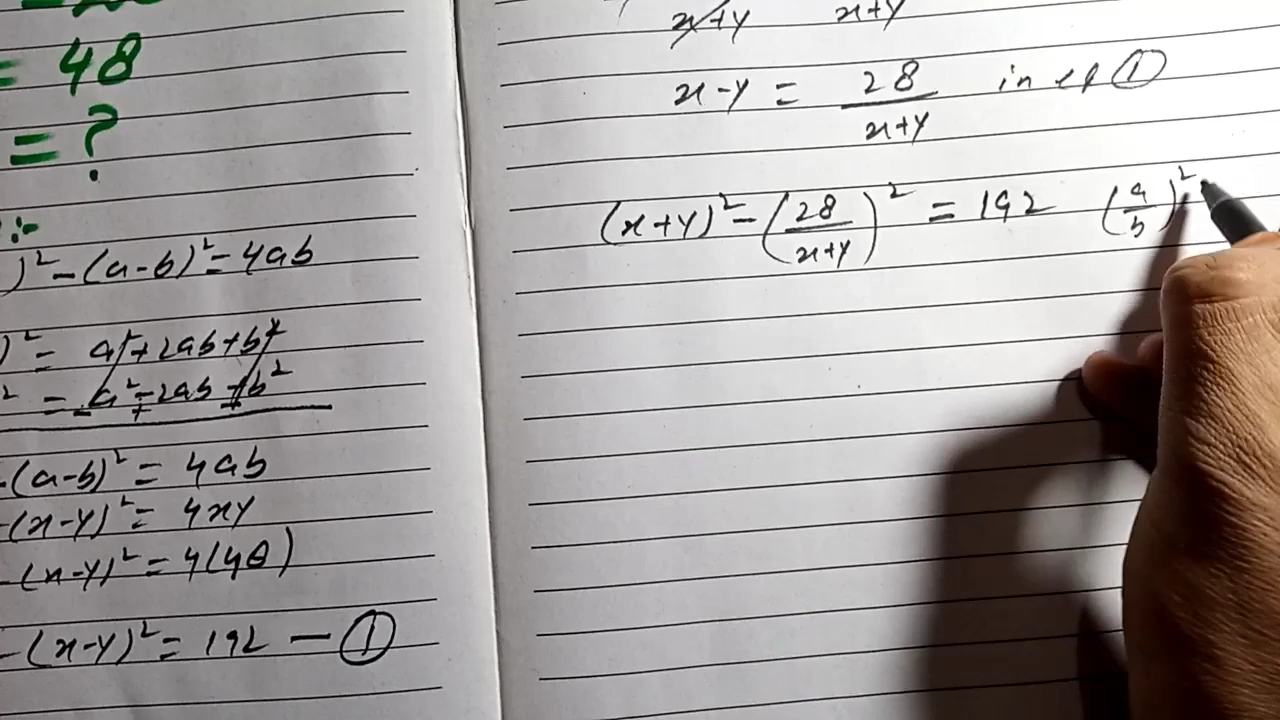 = 48
= ?
:-
)² - (a-b)² = 4ab
)² = a² + 2ab + b²
² = a² - 2ab + b²
- + -
-(a-b)² = 4ab
-(x-y)² = 4xy
-(x-y)² = 4(48)
-(x-y)² = 192 — ①
x+y x+y
x-y = 28/(x+y) in eq ①
(x+y)² - (28/(x+y))² = 192 (a/b)²